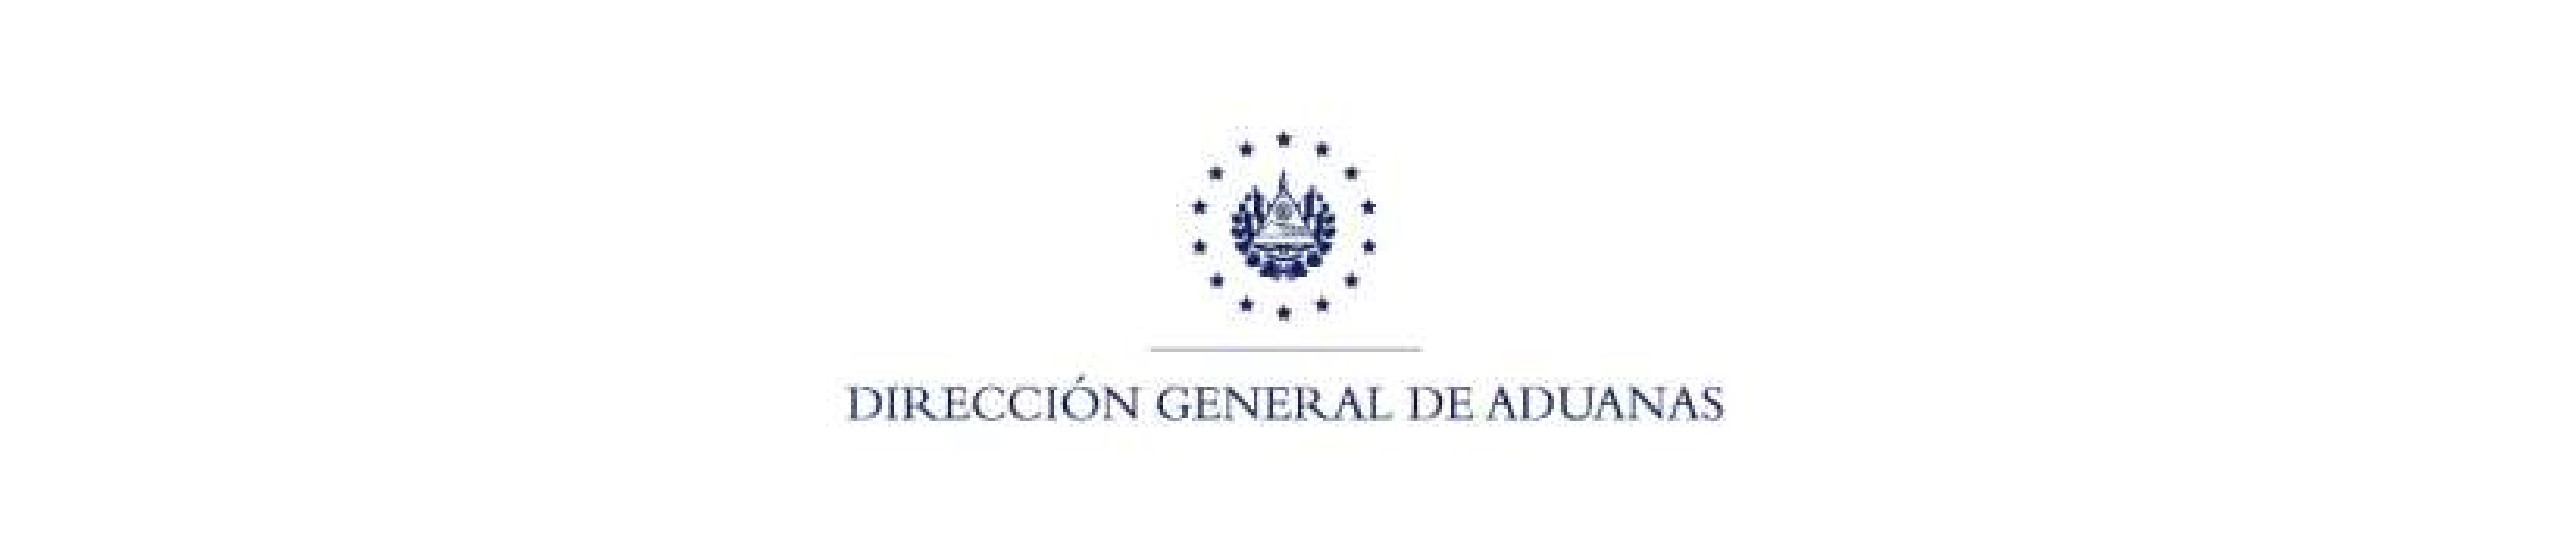 DIRECCIÓN GENERAL DE ADUANAS